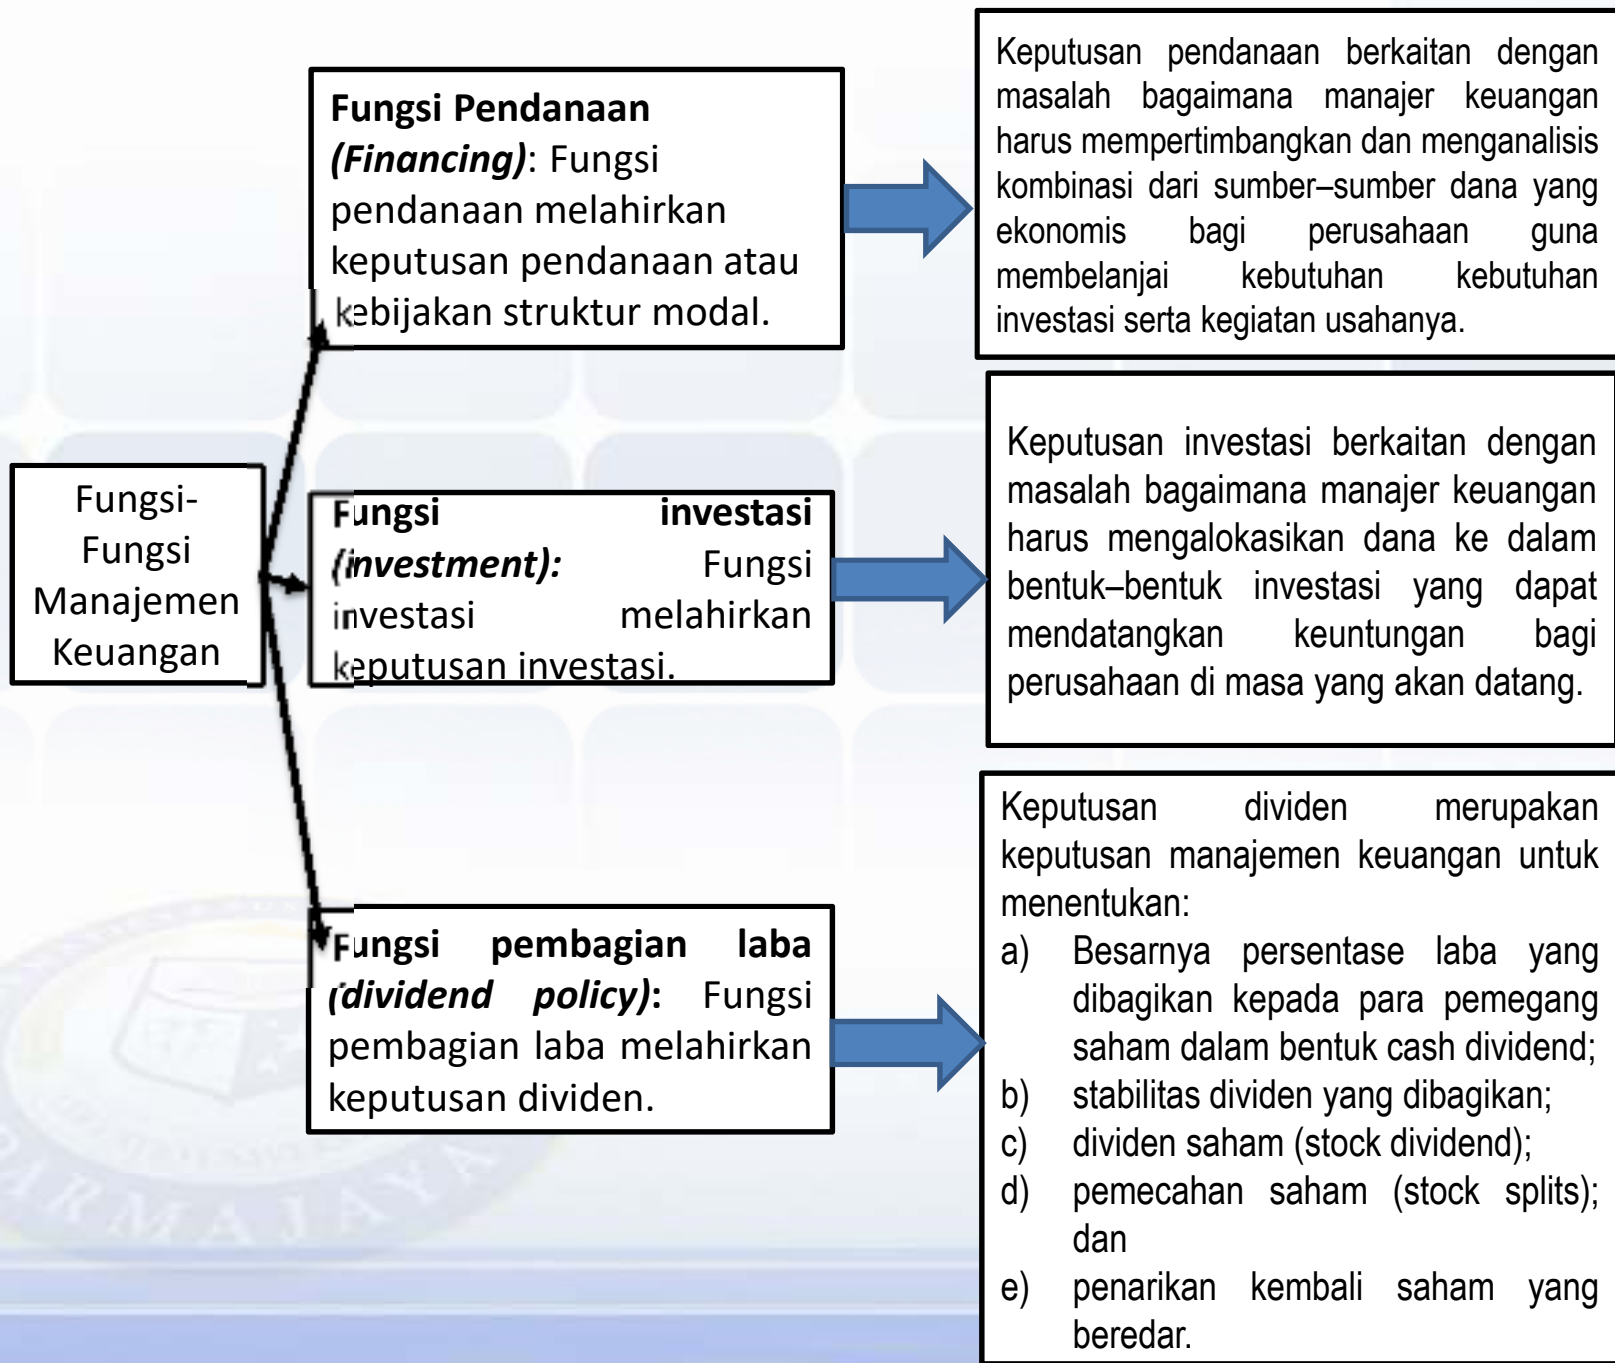 Fungsi-
Fungsi
Manajemen
Keuangan
Fungsi Pendanaan
(Financing): Fungsi
pendanaan melahirkan
keputusan pendanaan atau
kebijakan struktur modal.
Keputusan pendanaan berkaitan dengan
masalah bagaimana manajer keuangan
harus mempertimbangkan dan menganalisis
kombinasi dari sumber–sumber dana yang
ekonomis bagi perusahaan guna
membelanjai kebutuhan kebutuhan
investasi serta kegiatan usahanya.
Fungsi investasi
(investment): Fungsi
investasi melahirkan
keputusan investasi.
Keputusan investasi berkaitan dengan
masalah bagaimana manajer keuangan
harus mengalokasikan dana ke dalam
bentuk–bentuk investasi yang dapat
mendatangkan keuntungan bagi
perusahaan di masa yang akan datang.
Fungsi pembagian laba
(dividend policy): Fungsi
pembagian laba melahirkan
keputusan dividen.
Keputusan dividen merupakan
keputusan manajemen keuangan untuk
menentukan:
a) Besarnya persentase laba yang
dibagikan kepada para pemegang
saham dalam bentuk cash dividend;
b) stabilitas dividen yang dibagikan;
c) dividen saham (stock dividend);
d) pemecahan saham (stock splits);
dan
e) penarikan kembali saham yang
beredar.
ARMAJAYA